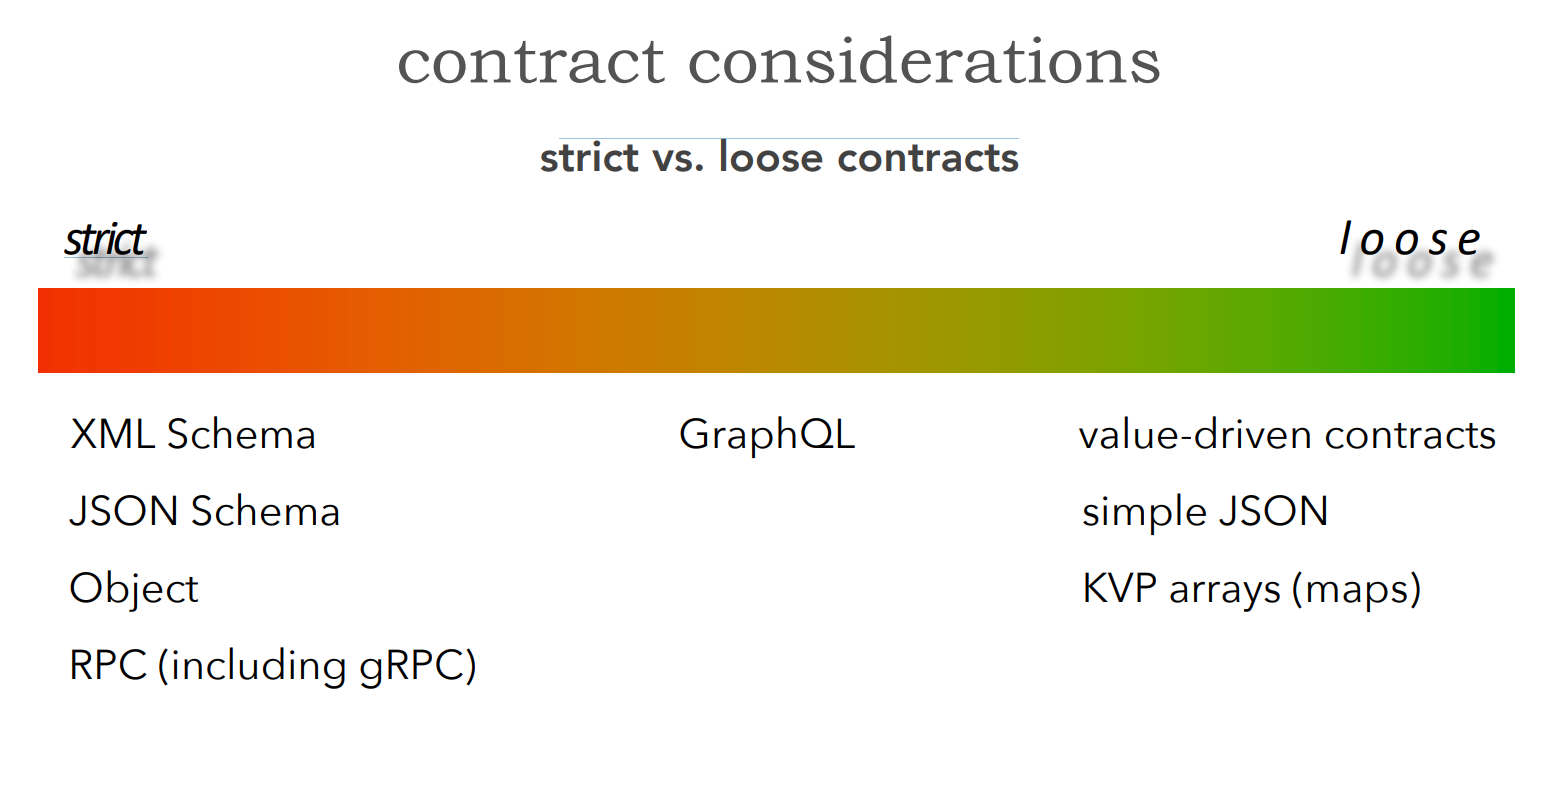 contract considerations
strict vs. loose contracts
strict
loose
XML Schema
GraphQL
value-driven contracts
JSON Schema
simple JSON
Object
KVP arrays (maps)
RPC (including gRPC)